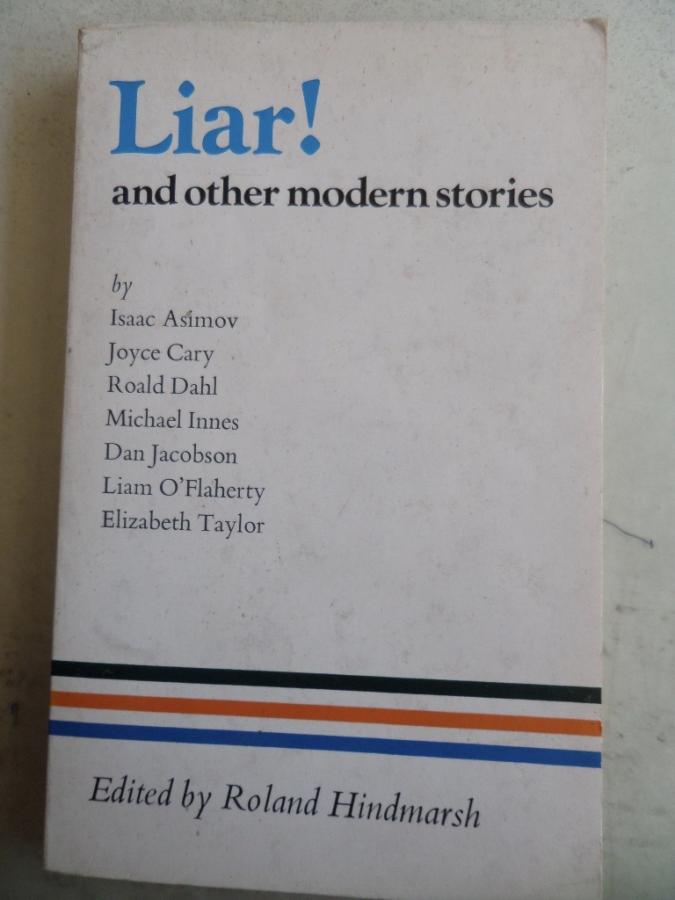 Liar!
and other modern stories
by
Isaac Asimov
Joyce Cary
Roald Dahl
Michael Innes
Dan Jacobson
Liam O'Flaherty
Elizabeth Taylor
Edited by Roland Hindmarsh